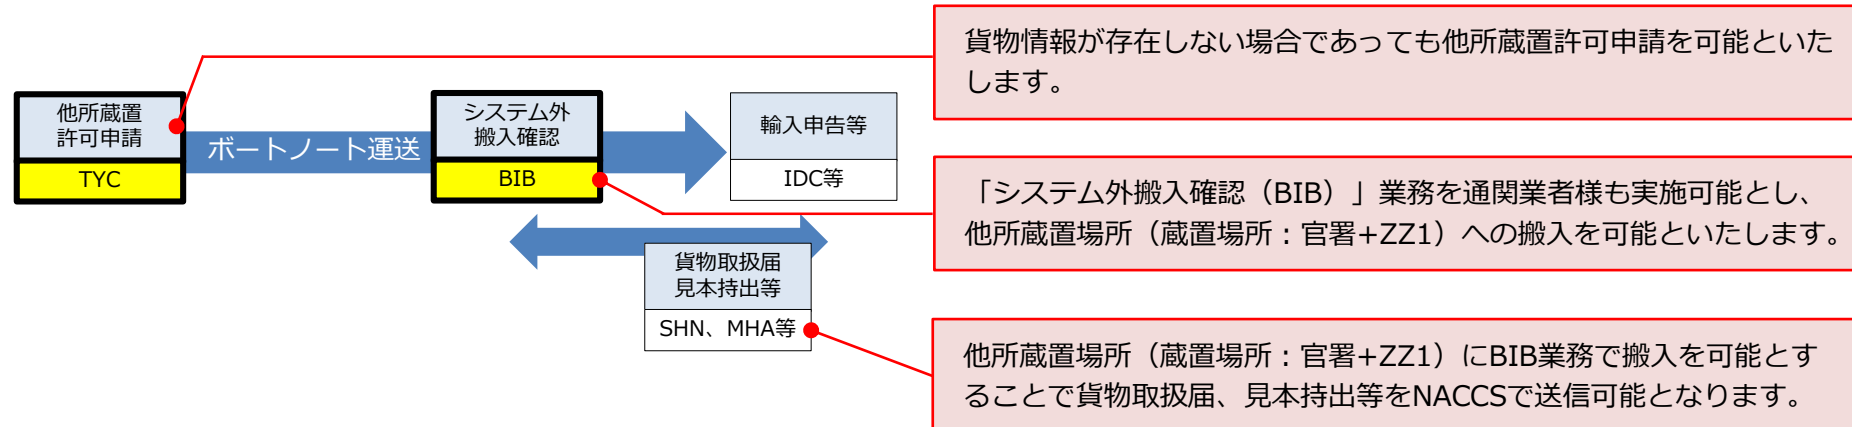 他所蔵置
許可申請
TYC
ボートノート運送
システム外
搬入確認
BIB
輸入申告等
IDC等
貨物取扱届
見本持出等
SHN、MHA等
貨物情報が存在しない場合であっても他所蔵置許可申請を可能といた
します。
「システム外搬入確認（BIB）」業務を通関業者様も実施可能とし、
他所蔵置場所（蔵置場所：官署+ZZ1）への搬入を可能といたします。
他所蔵置場所（蔵置場所：官署+ZZ1）にBIB業務で搬入を可能とす
ることで貨物取扱届、見本持出等をNACCSで送信可能となります。